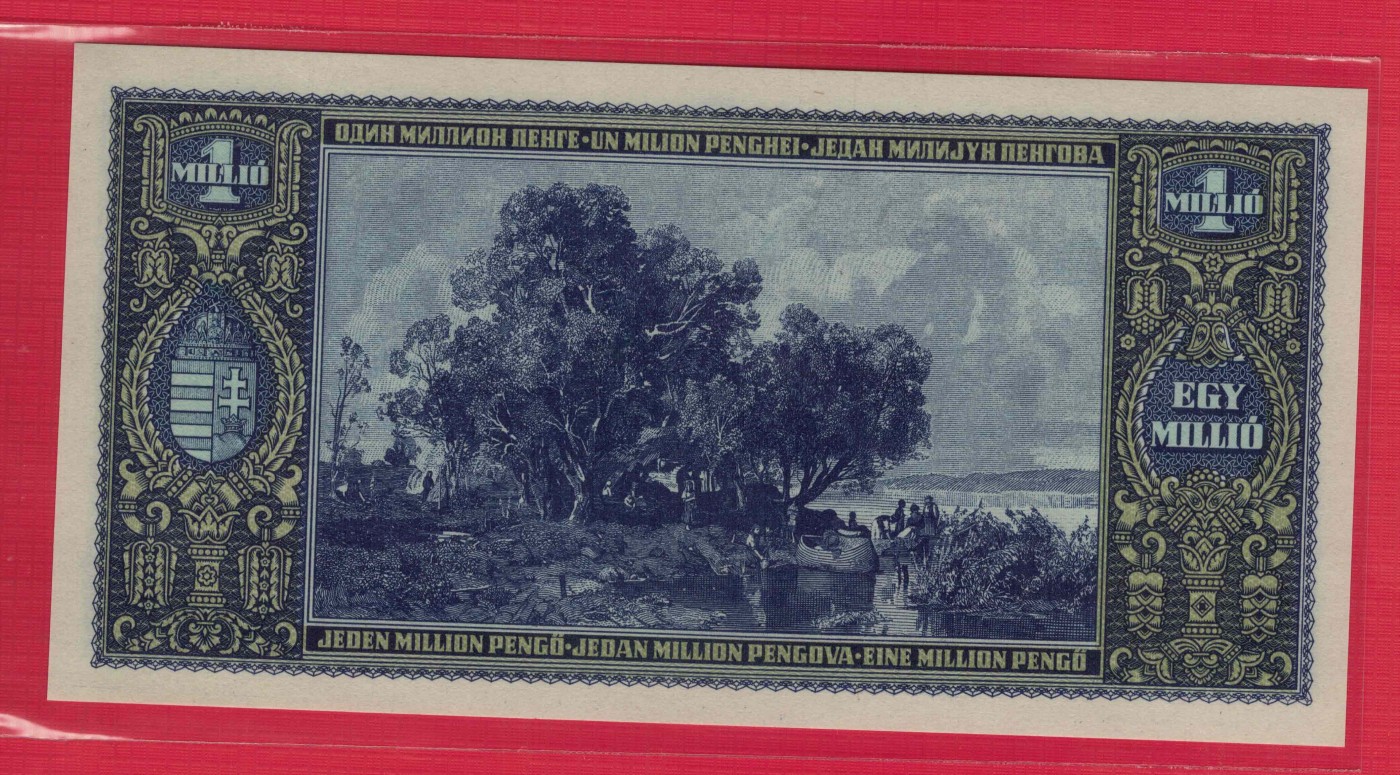 ОДИН МИЛЛИОН ПЕНГЕ•UN MILION PENGHEI•ЈЕДАН МИЛИЈУН ПЕНГОВА
1
MILLIÓ
1
MILLIÓ
EGY
MILLIÓ
JEDEN MILLION PENGŐ•JEDAN MILLION PENGOVA•EINE MILLION PENGŐ